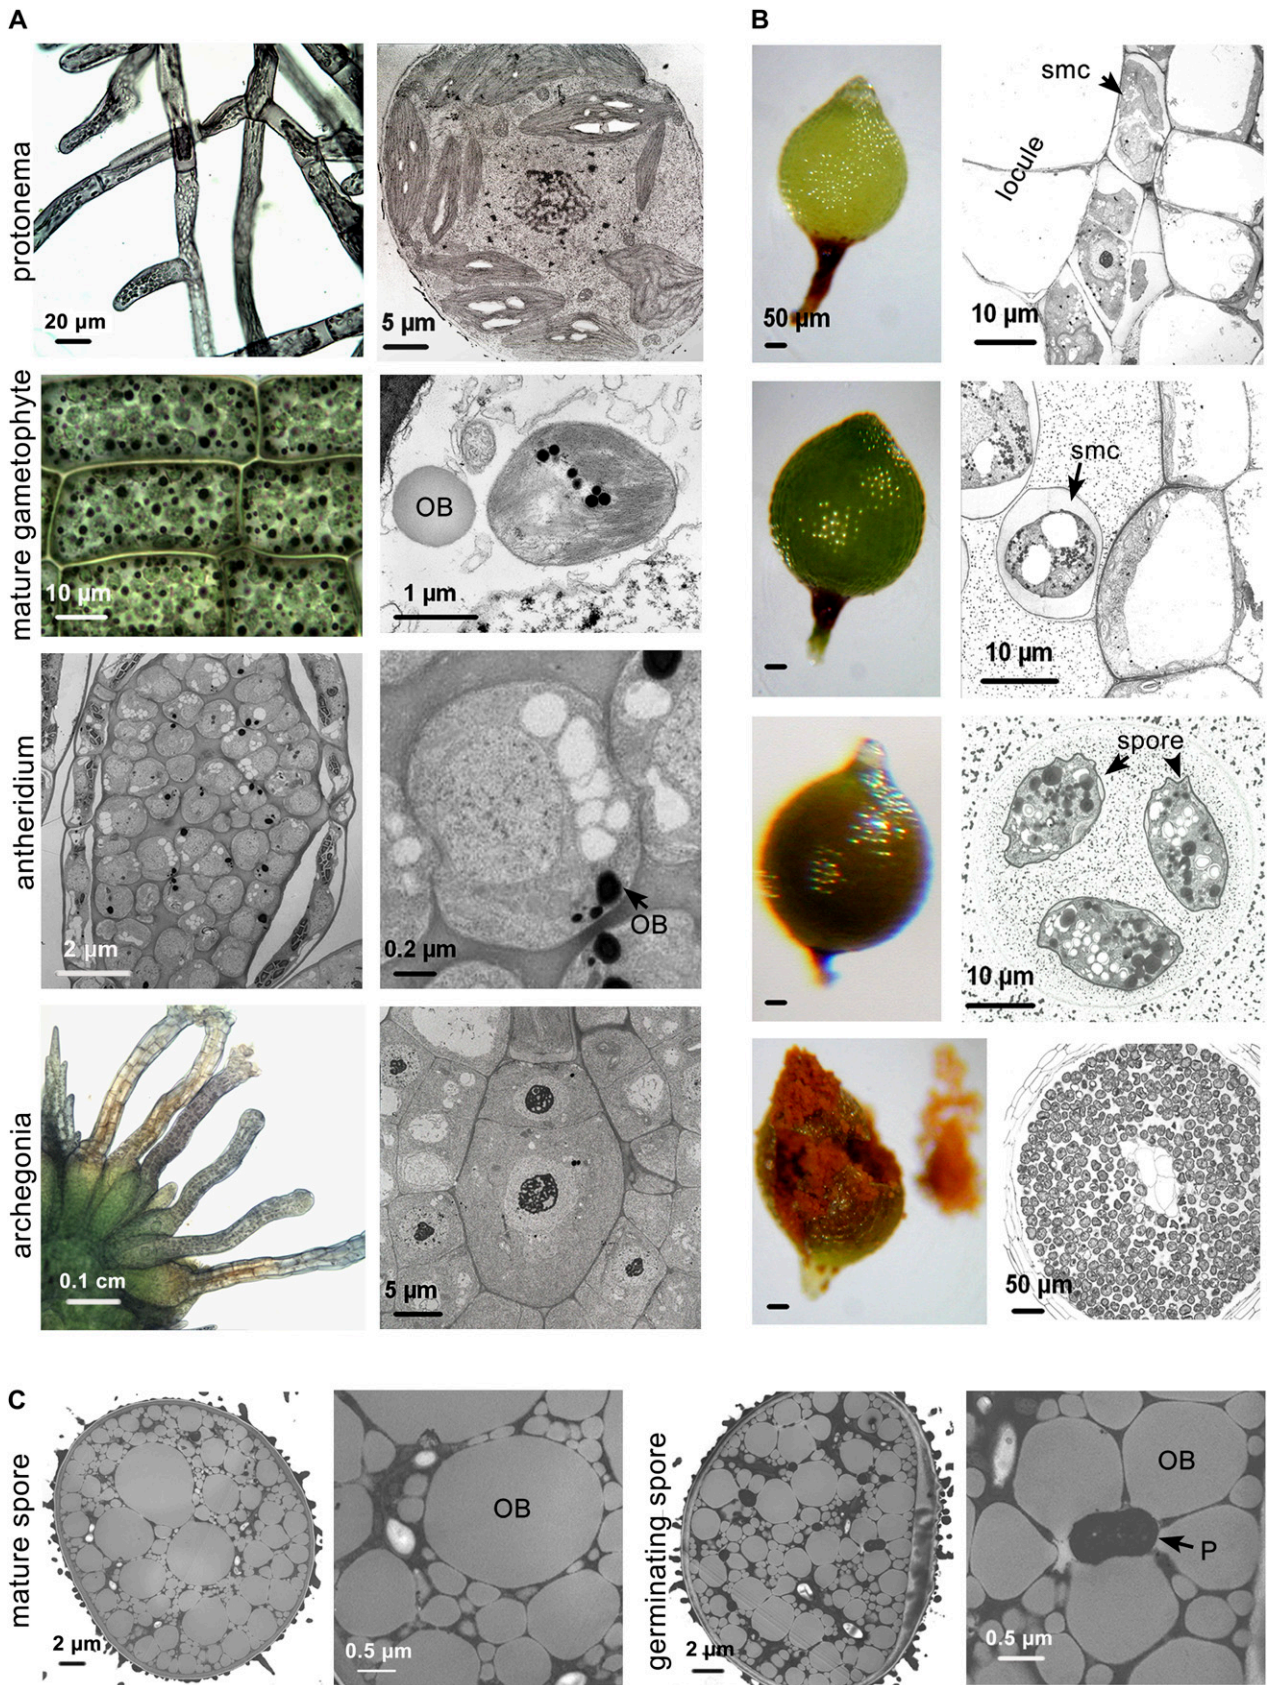 A
B
protonema
20 µm
5 µm
50 µm
smc
locule
10 µm
mature gametophyte
10 µm
OB
1 µm
smc
10 µm
antheridium
2 µm
OB
0.2 µm
spore
10 µm
archegonia
0.1 cm
5 µm
50 µm
C
mature spore
2 µm
OB
0.5 µm
germinating spore
2 µm
OB
P
0.5 µm